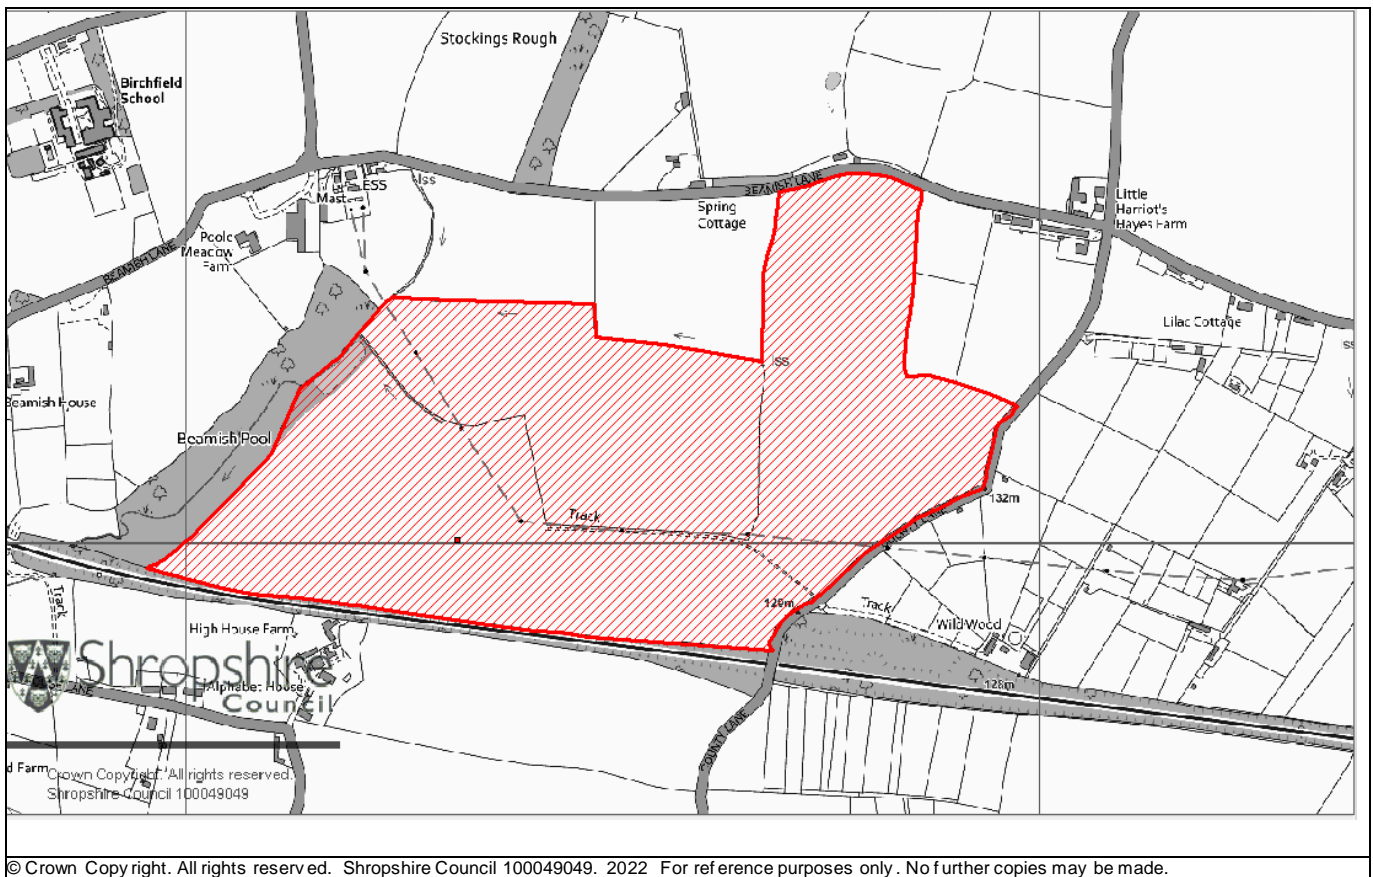 Stockings Rough
Birchfield
School
ESS
Iss
Mast
BEAMISH LANE
Spring
Cottage
Little
Harriot's
Hayes Farm
Poole
Meadow
Farm
BEAMISH LANE
Lilac Cottage
Iss
Beamish House
Beamish Pool
132m
Track
129m
Track
Wild Wood
Track
High House Farm
128m
Shropshire
Council
LANE
Alphabet House
COUNTY LANE
d Farm
Crown Copyright. All rights reserved.
Shropshire Council 100049049
© Crown Copyright. All rights reserved. Shropshire Council 100049049. 2022 For reference purposes only. No further copies may be made.